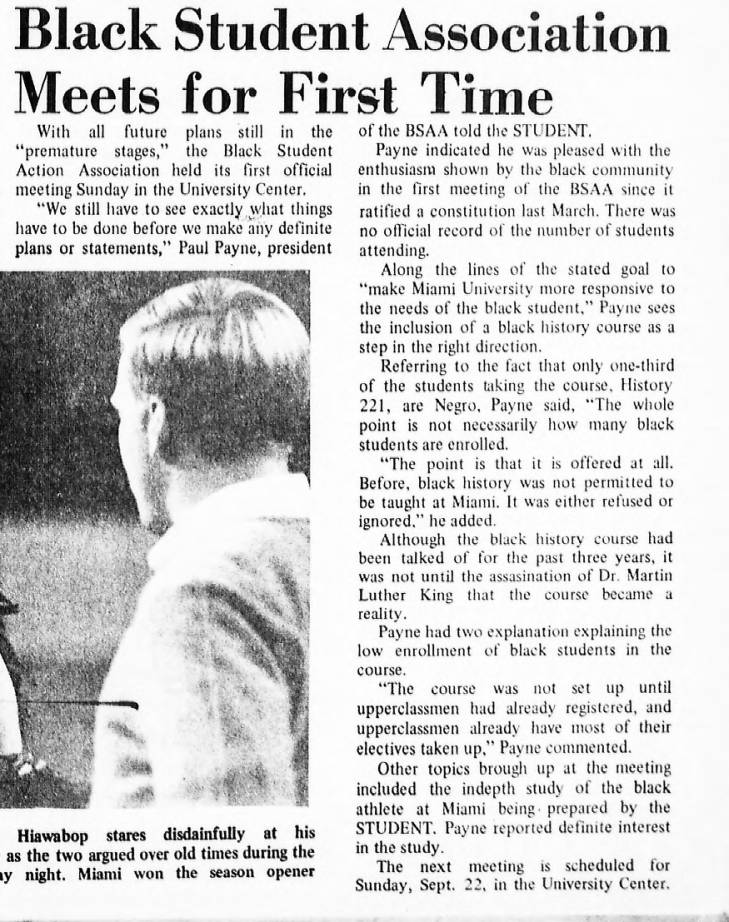 Black Student Association
Meets for First Time
With all future plans still in the
“premature stages,” the Black Student
Action Association held its first official
meeting Sunday in the University Center.
“We still have to see exactly what things
have to be done before we make any definite
plans or statements,” Paul Payne, president
of the BSAA told the STUDENT.
Payne indicated he was pleased with the
enthusiasm shown by the black community
in the first meeting of the BSAA since it
ratified a constitution last March. There was
no official record of the number of students
attending.
Along the lines of the stated goal to
“make Miami University more responsive to
the needs of the black student,” Payne sees
the inclusion of a black history course as a
step in the right direction.
Referring to the fact that only one-third
of the students taking the course, History
221, are Negro, Payne said, “The whole
point is not necessarily how many black
students are enrolled.
“The point is that it is offered at all.
Before, black history was not permitted to
be taught at Miami. It was either refused or
ignored,” he added.
Although the black history course had
been talked of for the past three years, it
was not until the assasination of Dr. Martin
Luther King that the course became a
reality.
Payne had two explanation explaining the
low enrollment of black students in the
course.
“The course was not set up until
upperclassmen had already registered, and
upperclassmen already have most of their
electives taken up,” Payne commented.
Other topics brough up at the meeting
included the indepth study of the black
athlete at Miami being prepared by the
STUDENT. Payne reported definite interest
in the study.
The next meeting is scheduled for
Sunday, Sept. 22, in the University Center.
Hiawabop stares disdainfully at his
as the two argued over old times during the
ay night. Miami won the season opener